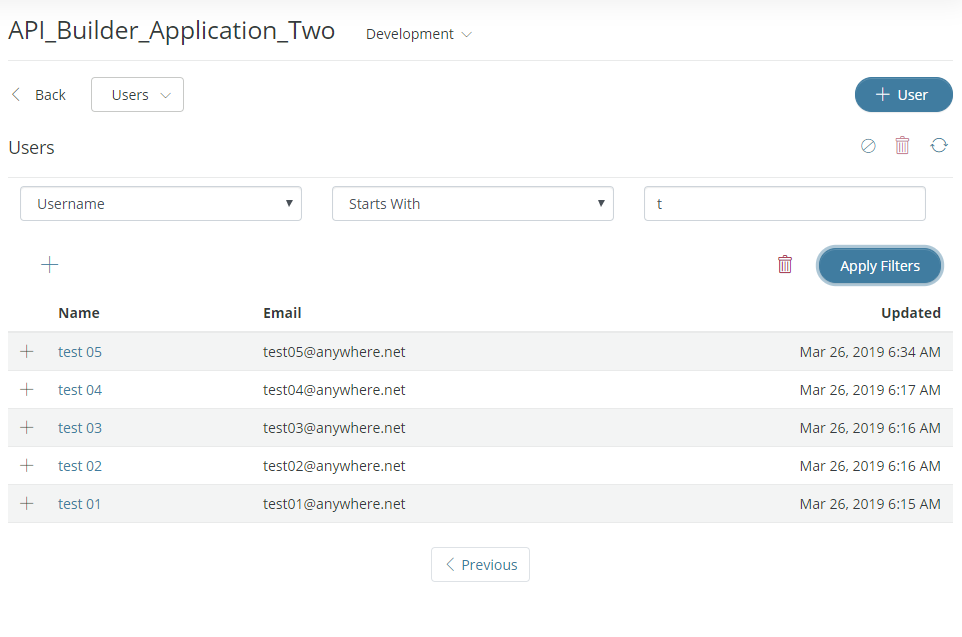 API_Builder_Application_Two Development
Back Users + User
Users
Username Starts With t
Apply Filters
Name Email Updated
test 05 test05@anywhere.net Mar 26, 2019 6:34 AM
test 04 test04@anywhere.net Mar 26, 2019 6:17 AM
test 03 test03@anywhere.net Mar 26, 2019 6:16 AM
test 02 test02@anywhere.net Mar 26, 2019 6:16 AM
test 01 test01@anywhere.net Mar 26, 2019 6:15 AM
Previous